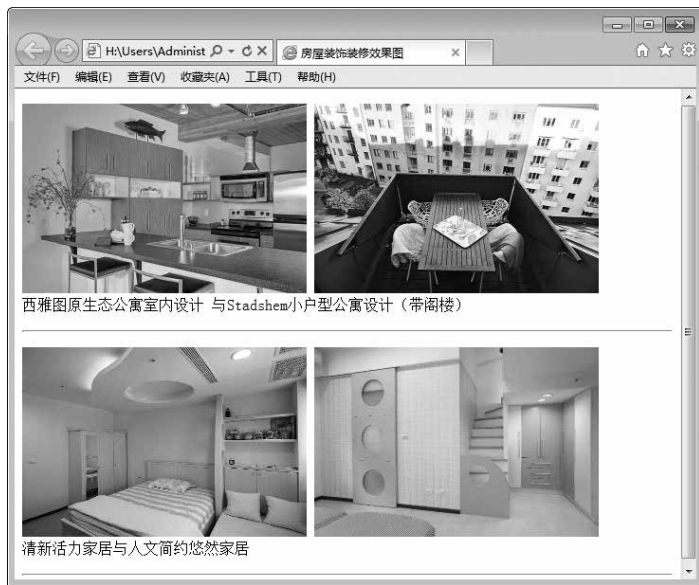 H:\Users\Administ
房屋装饰装修效果图
文件(F) 编辑(E) 查看(V) 收藏夹(A) 工具(T) 帮助(H)
西雅图原生态公寓室内设计 与Stadshem小户型公寓设计（带阁楼）
清新活力家居与人文简约悠然家居